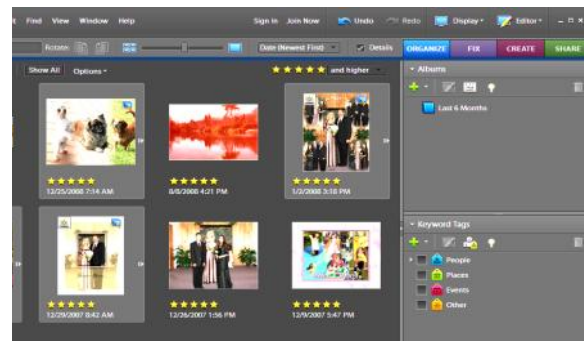 Find View Window Help Sign In Join Now Undo Redo Display Editor
Rotate: Date (Newest First) Details ORGANIZE FIX CREATE SHARE
Show All Options and higher Albums
Last 6 Months
12/25/2008 7:14 AM 8/8/2008 4:21 PM 1/2/2008 3:18 PM
Keyword Tags
People
Places
Events
Other
12/29/2007 8:42 AM 12/26/2007 1:56 PM 12/9/2007 5:47 PM